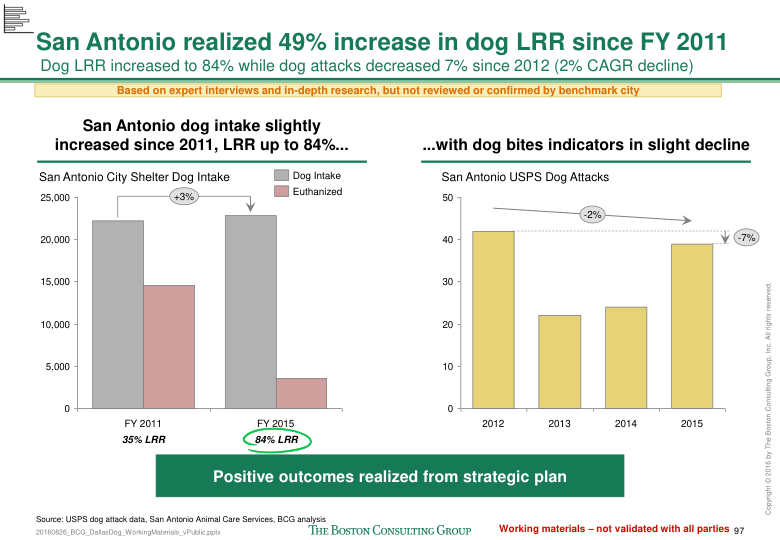 San Antonio realized 49% increase in dog LRR since FY 2011
Dog LRR increased to 84% while dog attacks decreased 7% since 2012 (2% CAGR decline)
Based on expert interviews and in-depth research, but not reviewed or confirmed by benchmark city
San Antonio dog intake slightly
increased since 2011, LRR up to 84%...
San Antonio City Shelter Dog Intake
Dog Intake
Euthanized
25,000
20,000
15,000
10,000
5,000
0
+3%
FY 2011
FY 2015
35% LRR
84% LRR
...with dog bites indicators in slight decline
San Antonio USPS Dog Attacks
50
40
30
20
10
0
-2%
-7%
2012
2013
2014
2015
Positive outcomes realized from strategic plan
Source: USPS dog attack data, San Antonio Animal Care Services, BCG analysis
20160826_BCG_DallasDog_WorkingMaterials_vPublic.pptx
THE BOSTON CONSULTING GROUP
Working materials – not validated with all parties
97
Copyright © 2016 by The Boston Consulting Group, Inc. All rights reserved.